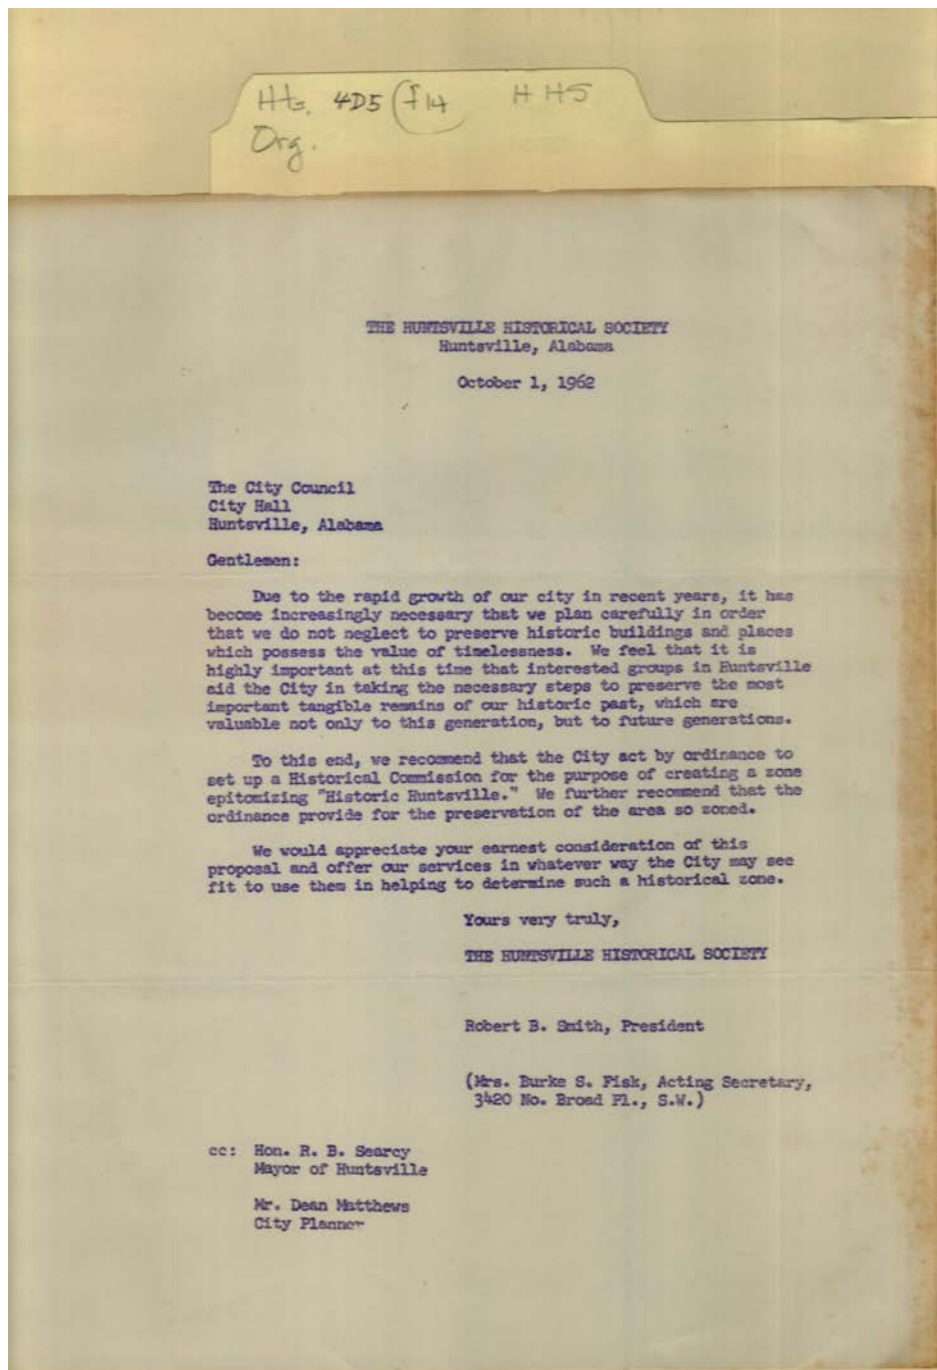 Hts. 4D5 (f14 H HS
Org.
THE HUNTSVILLE HISTORICAL SOCIETY
Huntsville, Alabama
October 1, 1962
The City Council
City Hall
Huntsville, Alabama
Gentlemen:
Due to the rapid growth of our city in recent years, it has
become increasingly necessary that we plan carefully in order
that we do not neglect to preserve historic buildings and places
which possess the value of timelessness. We feel that it is
highly important at this time that interested groups in Huntsville
aid the City in taking the necessary steps to preserve the most
important tangible remains of our historic past, which are
valuable not only to this generation, but to future generations.
To this end, we recommend that the City act by ordinance to
set up a Historical Commission for the purpose of creating a zone
epitomizing "Historic Huntsville." We further recommend that the
ordinance provide for the preservation of the area so zoned.
We would appreciate your earnest consideration of this
proposal and offer our services in whatever way the City may see
fit to use them in helping to determine such a historical zone.
Yours very truly,
THE HUNTSVILLE HISTORICAL SOCIETY
Robert B. Smith, President
(Mrs. Burke S. Fisk, Acting Secretary,
3420 No. Broad Pl., S.W.)
cc: Hon. R. B. Searcy
Mayor of Huntsville
Mr. Dean Matthews
City Planner